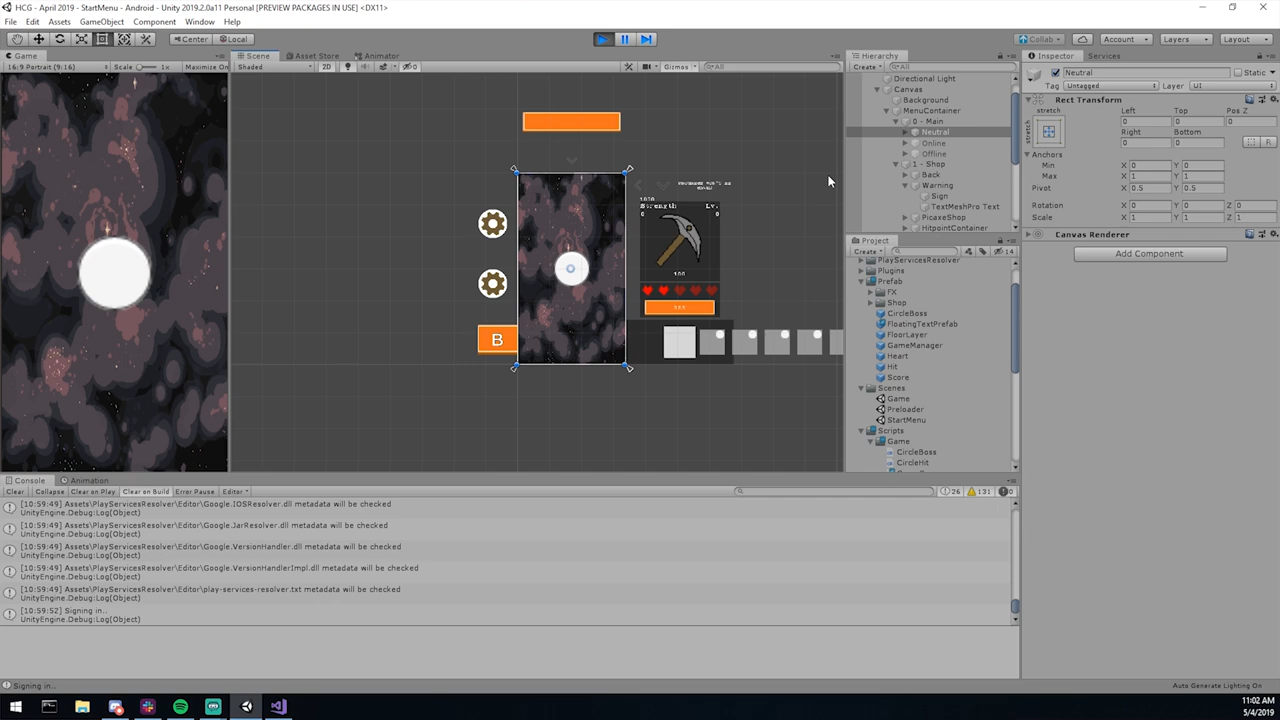 HCG - April 2019 - StartMenu - Android - Unity 2019.2.0a11 Personal [PREVIEW PACKAGES IN USE] <DX11>
File Edit Assets GameObject Component Window Help
Center Local Collab Account Layers Layout
Game Scene Asset Store Animator Hierarchy Inspector Services
16:9 Portrait (9:16) Scale 1x Maximize On Shaded 2D 0 Gizmos All Create All
Neutral Static
Tag Untagged Layer UI
Directional Light
Canvas
Background
MenuContainer
0 - Main
Neutral
Online
Offline
1 - Shop
Back
Warning
Sign
TextMeshPro Text
PicaxeShop
HitpointContainer
Rect Transform
stretch
stretch
Left Top Pos Z
0 0 0
Right Bottom
0 0 R
Anchors
Min X 0 Y 0
Max X 1 Y 1
Pivot X 0.5 Y 0.5
Rotation X 0 Y 0 Z 0
Scale X 1 Y 1 Z 1
Canvas Renderer
Add Component
Strength Lv.
0 0
100
B
Project
Create 14
PlayServicesResolver
Plugins
Prefab
FX
Shop
CircleBoss
FloatingTextPrefab
FloorLayer
GameManager
Heart
Hit
Score
Scenes
Game
Preloader
StartMenu
Scripts
Game
CircleBoss
CircleHit
Console Animation
Clear Collapse Clear on Play Clear on Build Error Pause Editor 26 131 0
[10:59:49] Assets\PlayServicesResolver\Editor\Google.IOSResolver.dll metadata will be checked
UnityEngine.Debug:Log(Object)
[10:59:49] Assets\PlayServicesResolver\Editor\Google.JarResolver.dll metadata will be checked
UnityEngine.Debug:Log(Object)
[10:59:49] Assets\PlayServicesResolver\Editor\Google.VersionHandler.dll metadata will be checked
UnityEngine.Debug:Log(Object)
[10:59:49] Assets\PlayServicesResolver\Editor\Google.VersionHandlerImpl.dll metadata will be checked
UnityEngine.Debug:Log(Object)
[10:59:49] Assets\PlayServicesResolver\Editor\play-services-resolver.txt metadata will be checked
UnityEngine.Debug:Log(Object)
[10:59:52] Signing in..
UnityEngine.Debug:Log(Object)
Signing in.. Auto Generate Lighting On
11:02 AM
5/4/2019